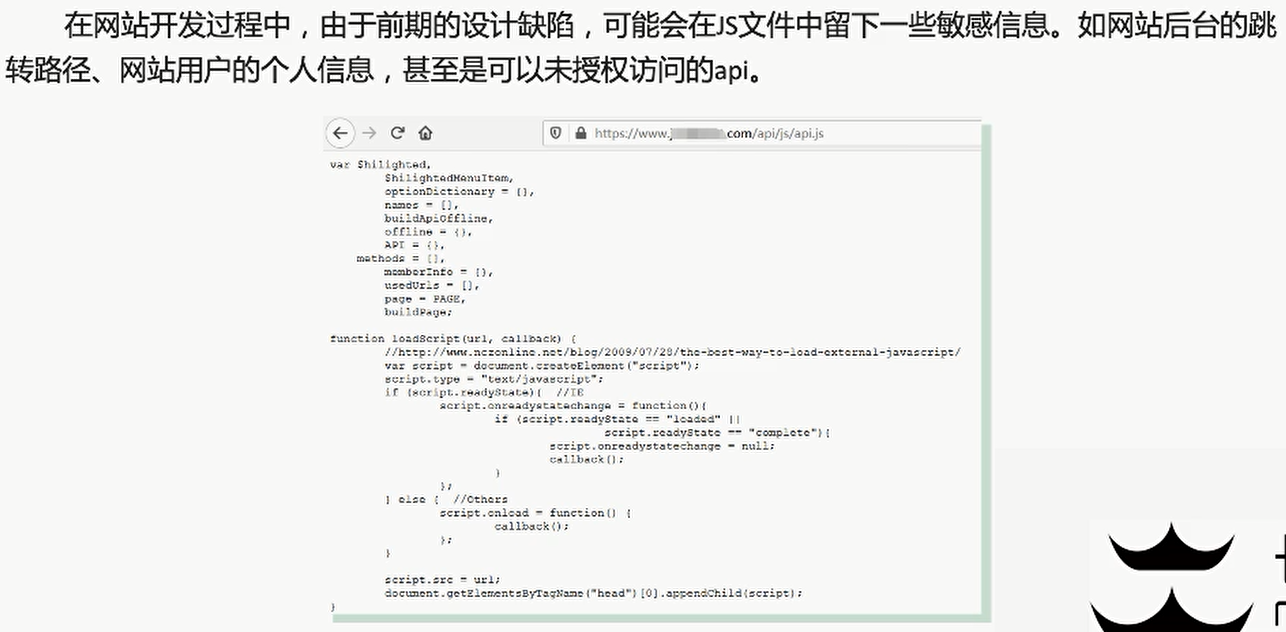 在网站开发过程中，由于前期的设计缺陷，可能会在JS文件中留下一些敏感信息。如网站后台的跳
转路径、网站用户的个人信息，甚至是可以未授权访问的api。
https://www.j .com/api/js/api.js
var $hilighted,
$hilightedMenuItem,
optionDictionary = {},
names = [],
buildApiOffline,
offline = {},
API = {},
methods = [],
memberInfo = [],
usedUrls = [],
page = PAGE,
buildPage;
function loadScript(url, callback) {
//http://www.nczonline.net/blog/2009/07/28/the-best-way-to-load-external-javascript/
var script = document.createElement("script");
script.type = "text/javascript";
if (script.readyState){ //IE
script.onreadystatechange = function(){
if (script.readyState == "loaded" ||
script.readyState == "complete"){
script.onreadystatechange = null;
callback();
}
};
} else { //Others
script.onload = function() {
callback();
};
}
script.src = url;
document.getElementsByTagName("head")[0].appendChild(script);
}